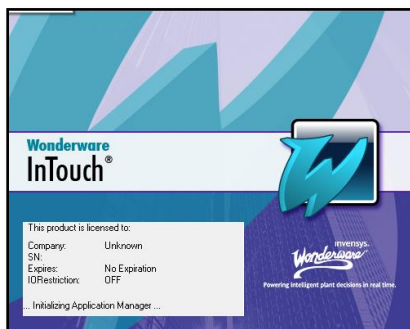 Wonderware
InTouch®
This product is licensed to:
Company: Unknown
SN:
Expires: No Expiration
IORestriction: OFF
... Initializing Application Manager ...
invensys.
Wonderware
Powering intelligent plant decisions in real time.